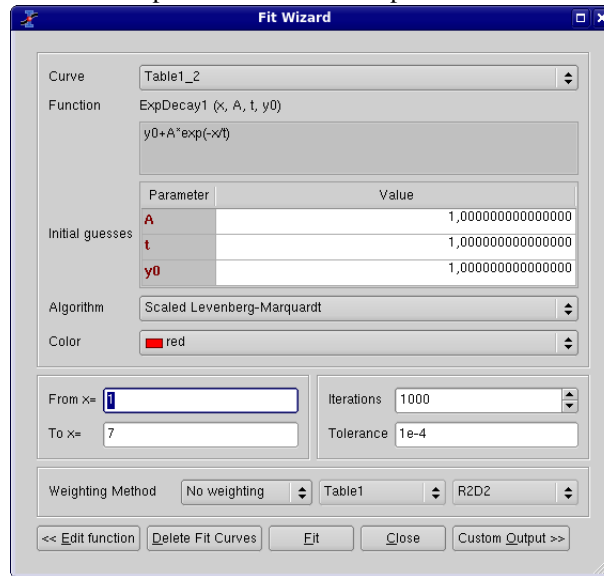 Fit Wizard
Curve Table1_2
Function ExpDecay1 (x, A, t, y0)
y0+A*exp(-x/t)
Parameter Value
Initial guesses
A 1,000000000000000
t 1,000000000000000
y0 1,000000000000000
Algorithm Scaled Levenberg-Marquardt
Color red
From x= 1 Iterations 1000
To x= 7 Tolerance 1e-4
Weighting Method No weighting Table1 R2D2
<< Edit function Delete Fit Curves Fit Close Custom Output >>